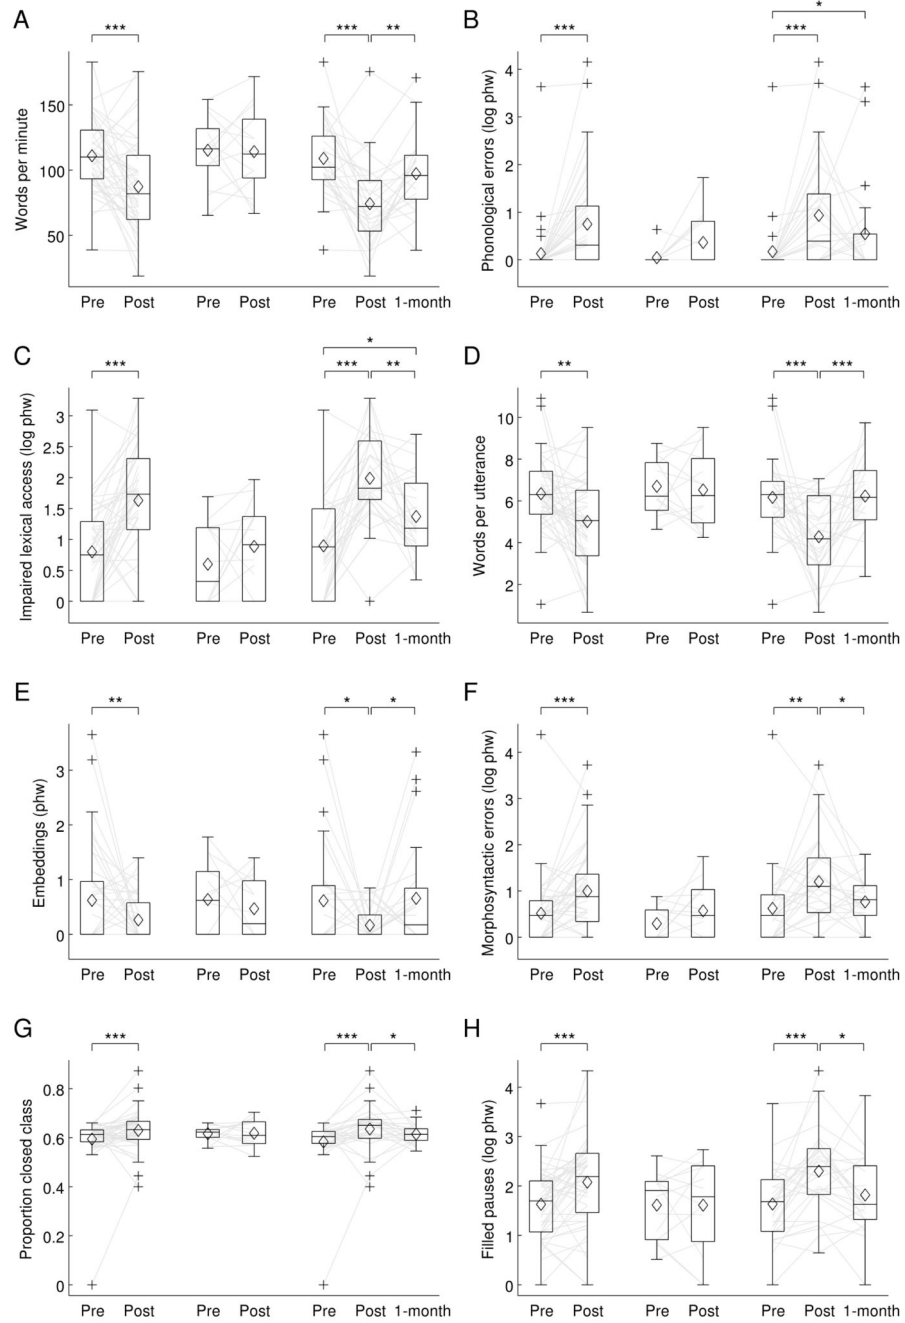 A
***
*** **
Words per minute
150
100
50
Pre Post Pre Post Pre Post 1-month
B
*
*** ***
Phonological errors (log phw)
4
3
2
1
0
Pre Post Pre Post Pre Post 1-month
C
*
*** *** **
Impaired lexical access (log phw)
3
2.5
2
1.5
1
0.5
0
Pre Post Pre Post Pre Post 1-month
D
** *** ***
Words per utterance
10
8
6
4
2
Pre Post Pre Post Pre Post 1-month
E
** * *
Embeddings (phw)
3
2
1
0
Pre Post Pre Post Pre Post 1-month
F
*** ** *
Morphosyntactic errors (log phw)
4
3
2
1
0
Pre Post Pre Post Pre Post 1-month
G
*** *** *
Proportion closed class
0.8
0.6
0.4
0.2
0
Pre Post Pre Post Pre Post 1-month
H
*** *** *
Filled pauses (log phw)
4
3
2
1
0
Pre Post Pre Post Pre Post 1-month